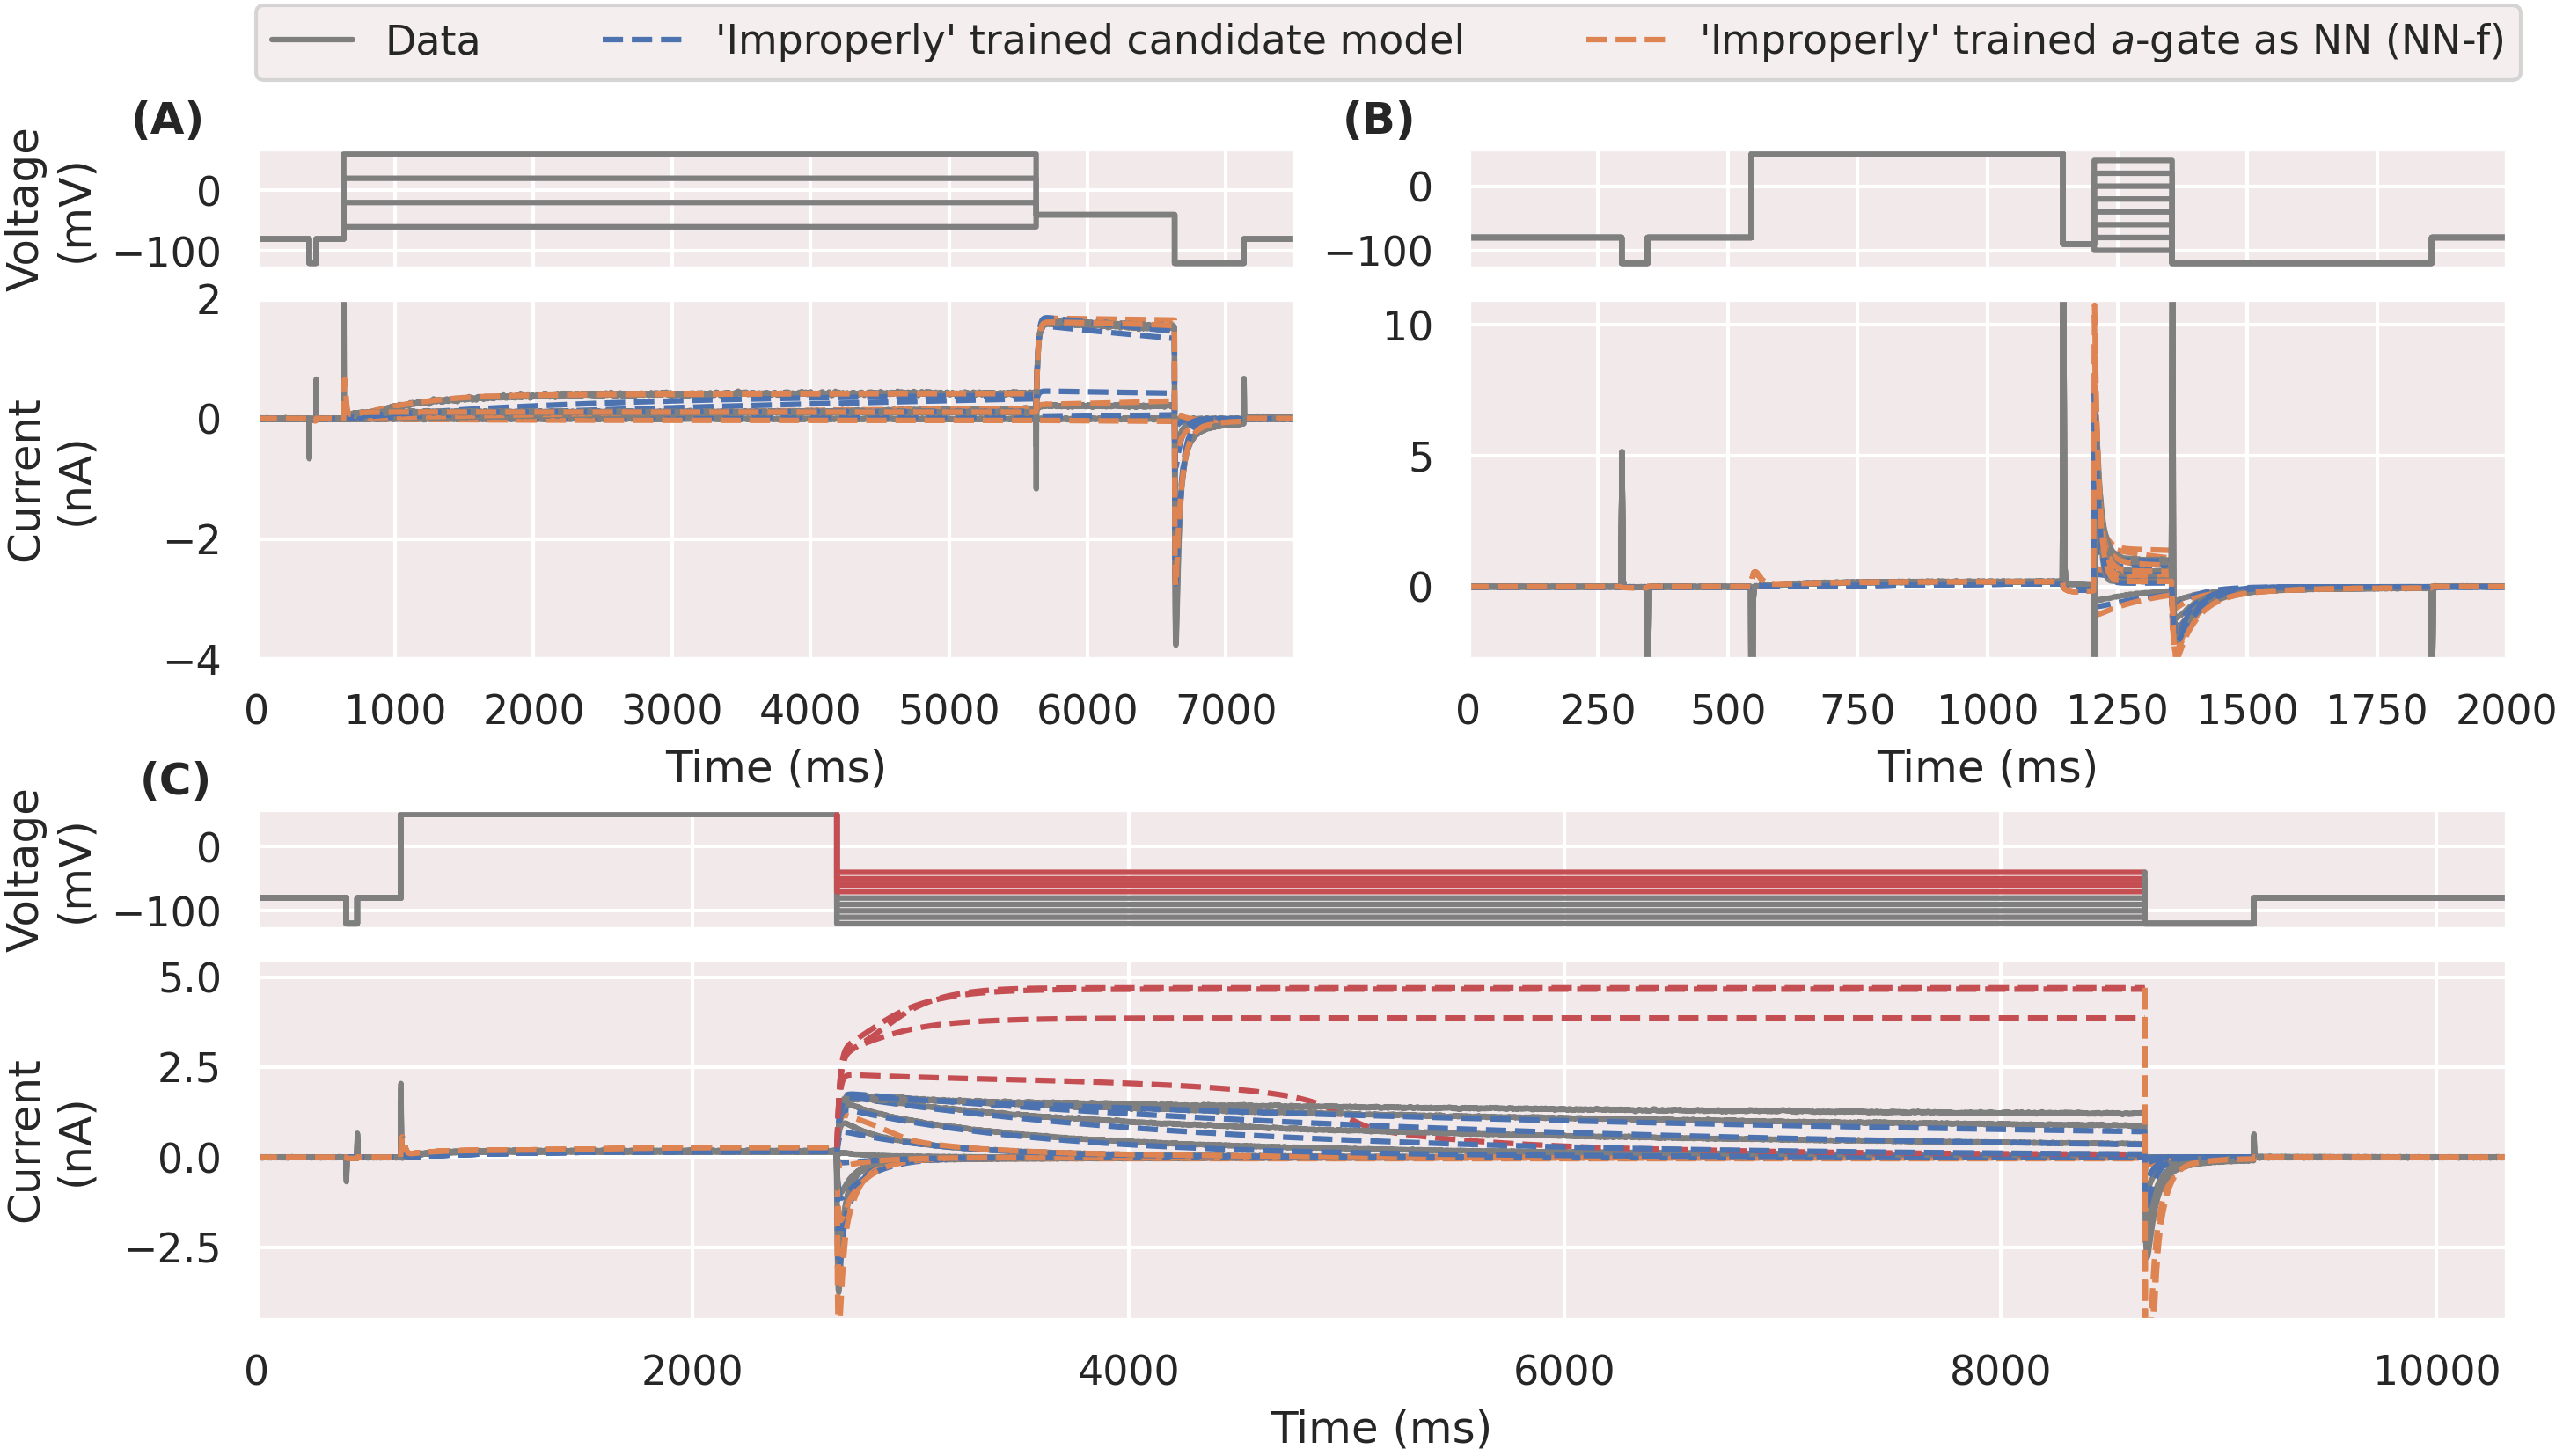 Data
'Improperly' trained candidate model
'Improperly' trained a-gate as NN (NN-f)
(A)
(B)
Voltage
(mV)
0
−100
0
−100
Current
(nA)
2
0
−2
−4
10
5
0
0 1000 2000 3000 4000 5000 6000 7000
0 250 500 750 1000 1250 1500 1750 2000
Time (ms)
Time (ms)
(C)
Voltage
(mV)
0
−100
Current
(nA)
5.0
2.5
0.0
−2.5
0 2000 4000 6000 8000 10000
Time (ms)